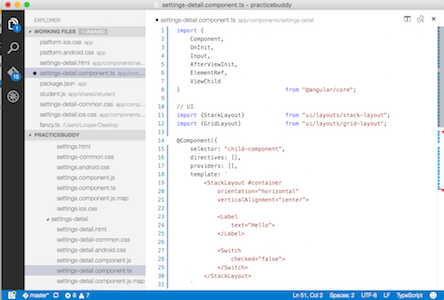 settings-detail.component.ts - practicebuddy
EXPLORER
WORKING FILES 1 UNSAVED
platform.ios.css app
platform.android.css app
settings-detail.html app/components/se...
settings-detail.component.ts app/com...
package.json
student.js app/shared/student
settings-detail-common.css app/comp...
settings-detail.ios.css app/component...
fancy.ts /Users/Looper/Desktop
PRACTICEBUDDY
settings.html
settings-common.css
settings.android.css
settings.component.js
settings.component.ts
settings.component.js.map
settings.ios.css
settings-detail
settings-detail.html
settings-detail-common.css
settings-detail.android.css
settings-detail.component.js
settings-detail.component.ts
settings-detail.component.js.map
settings-detail.component.ts app/components/settings-detail
1 import {
2 Component,
3 OnInit,
4 Input,
5 AfterViewInit,
6 ElementRef,
7 ViewChild
8 } from "@angular/core";
9
10 // UI
11 import {StackLayout} from "ui/layouts/stack-layout";
12 import {GridLayout} from "ui/layouts/grid-layout";
13
14 @Component({
15 selector: "child-component",
16 directives: [],
17 providers: [],
18 template: `
19 <StackLayout #container
20 orientation="horizontal"
21 verticalAlignment="center">
22
23 <Label
24 text="Hello">
25 </Label>
26
27 <Switch
28 checked="false">
29 </Switch>
30 </StackLayout>
31 `
master*
8
7
Ln 51, Col 2
Spaces: 2
UTF-8
LF
TypeScript